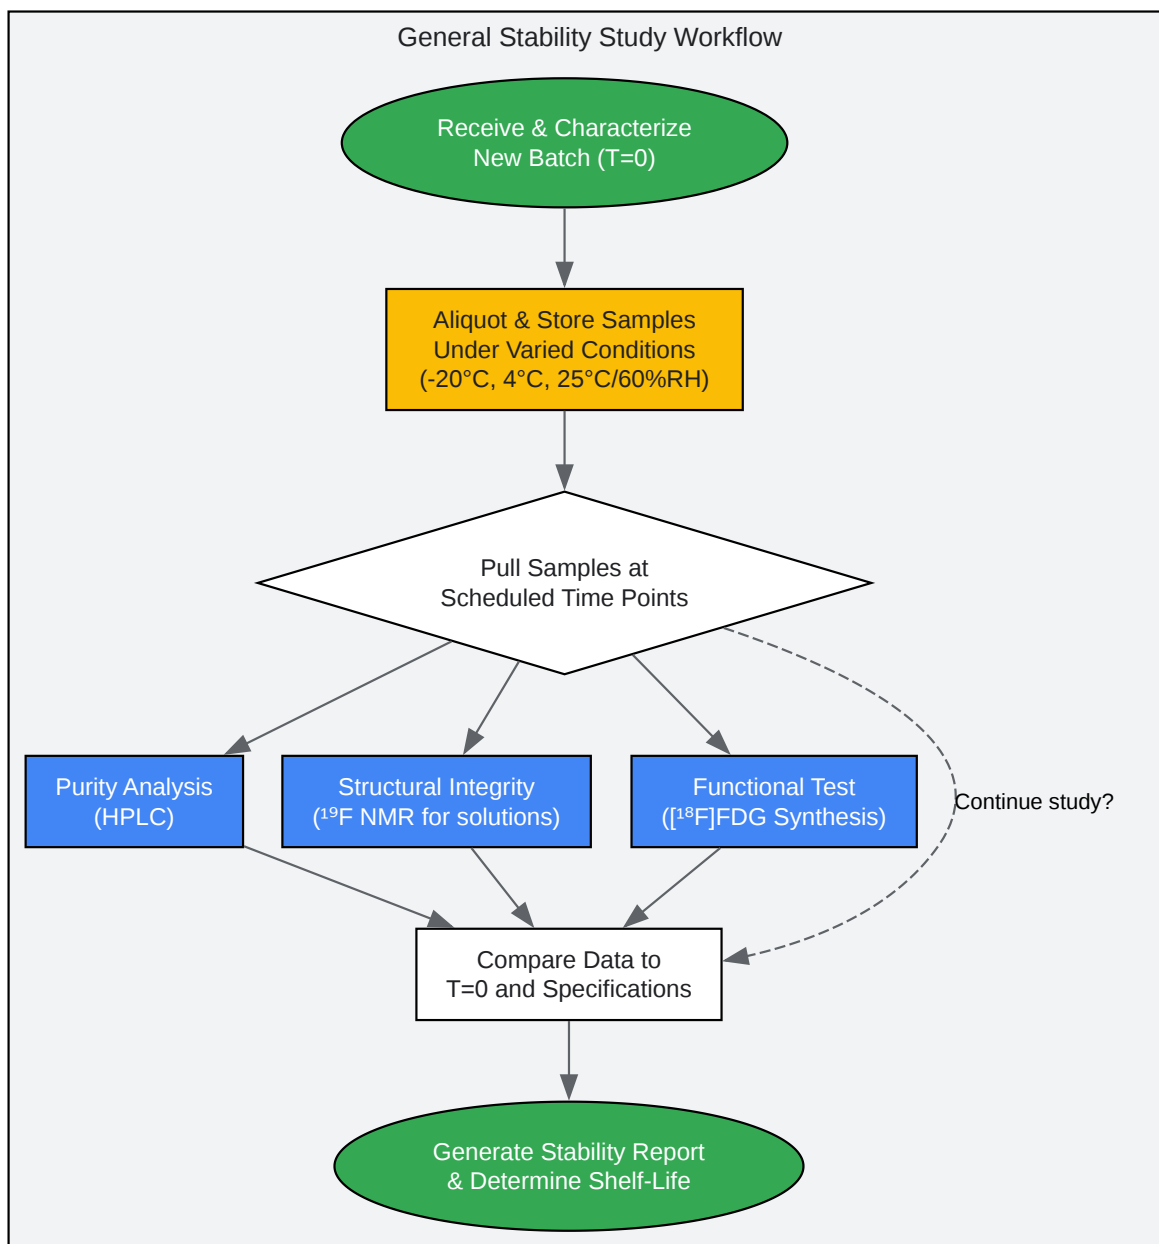 General Stability Study Workflow
Receive & Characterize
New Batch (T=0)
Aliquot & Store Samples
Under Varied Conditions
(-20°C, 4°C, 25°C/60%RH)
Pull Samples at
Scheduled Time Points
Purity Analysis
(HPLC)
Structural Integrity
(¹⁹F NMR for solutions)
Functional Test
([¹⁸F]FDG Synthesis)
Continue study?
Compare Data to
T=0 and Specifications
Generate Stability Report
& Determine Shelf-Life